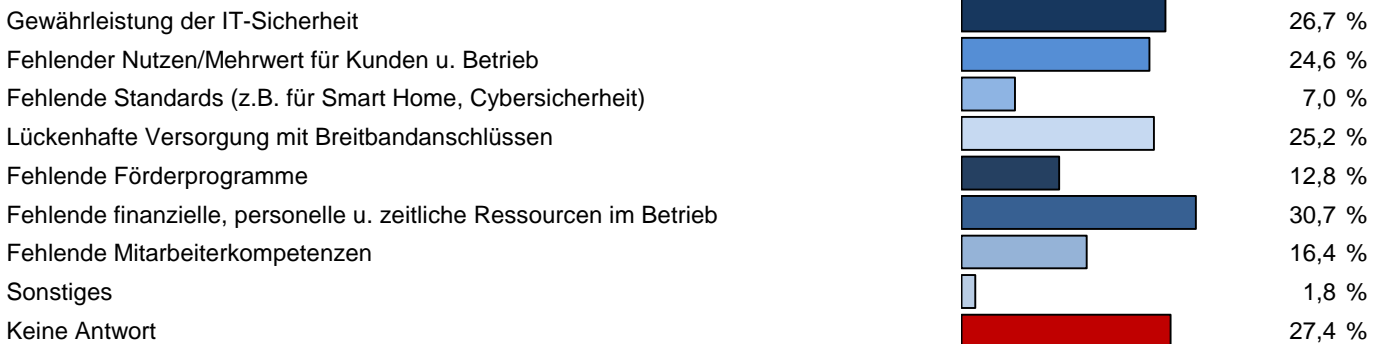 Gewährleistung der IT-Sicherheit 26,7 %
Fehlender Nutzen/Mehrwert für Kunden u. Betrieb 24,6 %
Fehlende Standards (z.B. für Smart Home, Cybersicherheit) 7,0 %
Lückenhafte Versorgung mit Breitbandanschlüssen 25,2 %
Fehlende Förderprogramme 12,8 %
Fehlende finanzielle, personelle u. zeitliche Ressourcen im Betrieb 30,7 %
Fehlende Mitarbeiterkompetenzen 16,4 %
Sonstiges 1,8 %
Keine Antwort 27,4 %